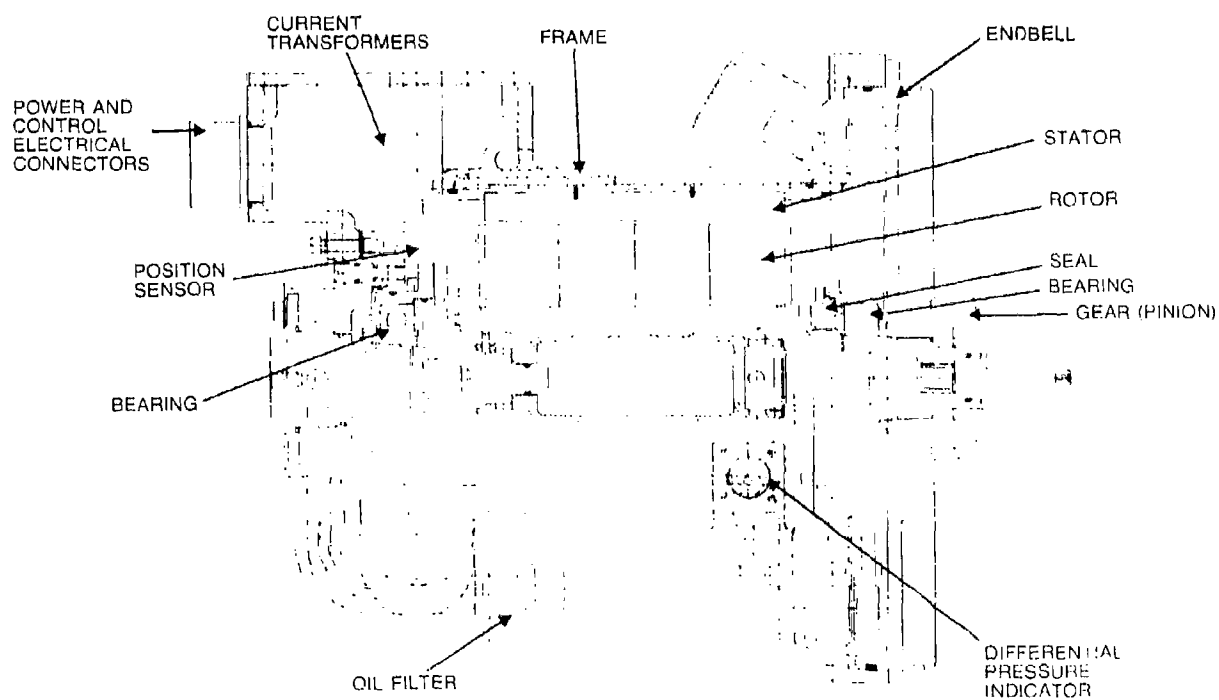 CURRENT
TRANSFORMERS
FRAME
ENDBELL
POWER AND
CONTROL
ELECTRICAL
CONNECTORS
STATOR
ROTOR
POSITION
SENSOR
SEAL
BEARING
GEAR (PINION)
BEARING
OIL FILTER
DIFFERENTIAL
PRESSURE
INDICATOR